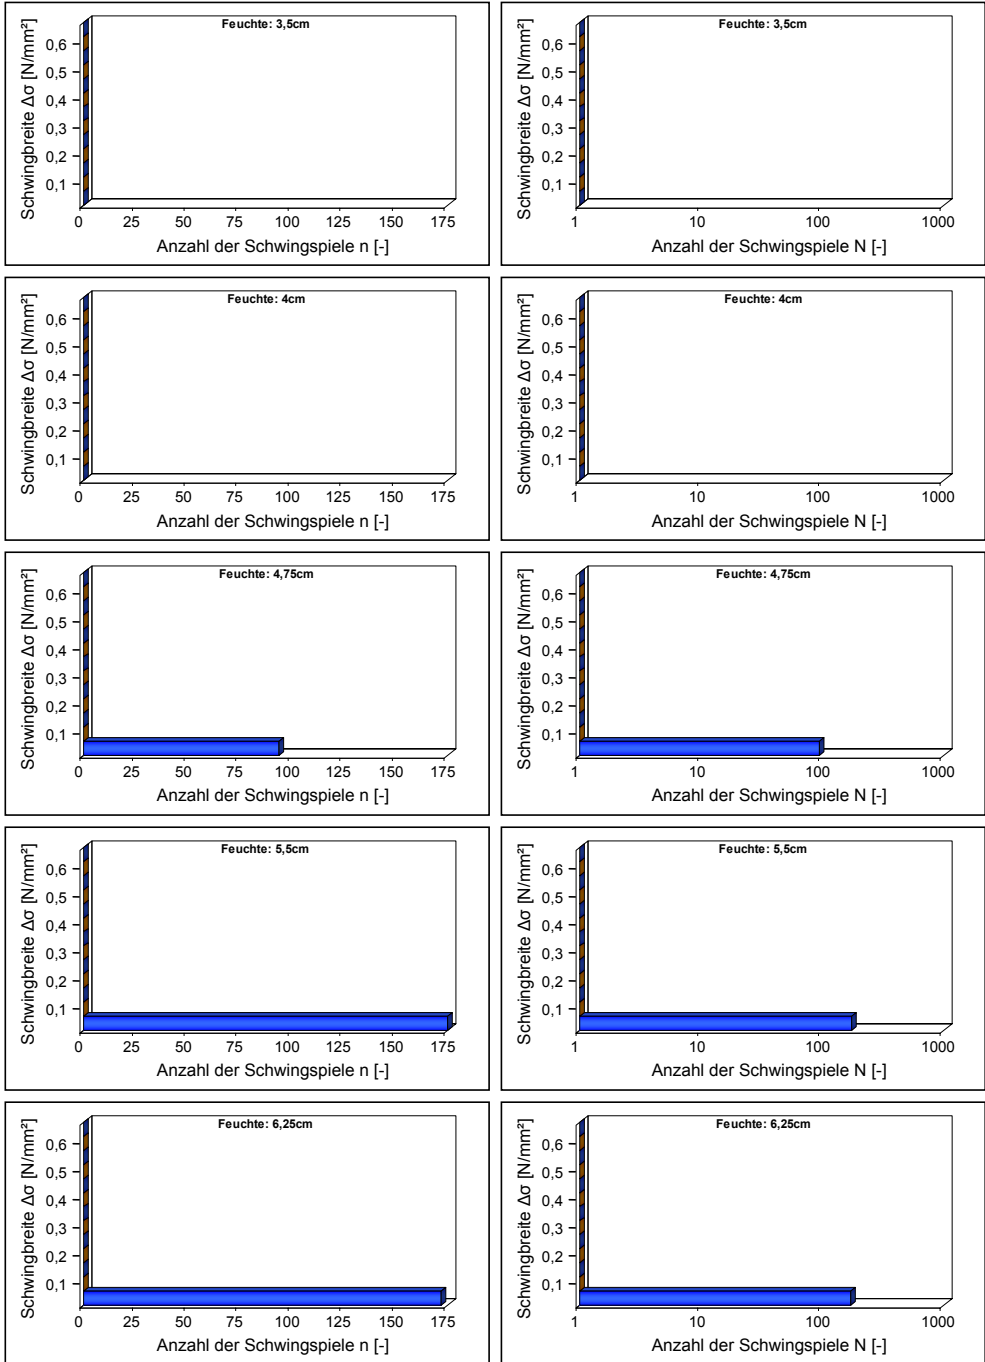 Feuchte: 3,5cm
Schwingbreite Δσ [N/mm²]
0,6
0,5
0,4
0,3
0,2
0,1
0 25 50 75 100 125 150 175
Anzahl der Schwingspiele n [-]
Feuchte: 3,5cm
Schwingbreite Δσ [N/mm²]
0,6
0,5
0,4
0,3
0,2
0,1
1 10 100 1000
Anzahl der Schwingspiele N [-]
Feuchte: 4cm
Schwingbreite Δσ [N/mm²]
0,6
0,5
0,4
0,3
0,2
0,1
0 25 50 75 100 125 150 175
Anzahl der Schwingspiele n [-]
Feuchte: 4cm
Schwingbreite Δσ [N/mm²]
0,6
0,5
0,4
0,3
0,2
0,1
1 10 100 1000
Anzahl der Schwingspiele N [-]
Feuchte: 4,75cm
Schwingbreite Δσ [N/mm²]
0,6
0,5
0,4
0,3
0,2
0,1
0 25 50 75 100 125 150 175
Anzahl der Schwingspiele n [-]
Feuchte: 4,75cm
Schwingbreite Δσ [N/mm²]
0,6
0,5
0,4
0,3
0,2
0,1
1 10 100 1000
Anzahl der Schwingspiele N [-]
Feuchte: 5,5cm
Schwingbreite Δσ [N/mm²]
0,6
0,5
0,4
0,3
0,2
0,1
0 25 50 75 100 125 150 175
Anzahl der Schwingspiele n [-]
Feuchte: 5,5cm
Schwingbreite Δσ [N/mm²]
0,6
0,5
0,4
0,3
0,2
0,1
1 10 100 1000
Anzahl der Schwingspiele N [-]
Feuchte: 6,25cm
Schwingbreite Δσ [N/mm²]
0,6
0,5
0,4
0,3
0,2
0,1
0 25 50 75 100 125 150 175
Anzahl der Schwingspiele n [-]
Feuchte: 6,25cm
Schwingbreite Δσ [N/mm²]
0,6
0,5
0,4
0,3
0,2
0,1
1 10 100 1000
Anzahl der Schwingspiele N [-]